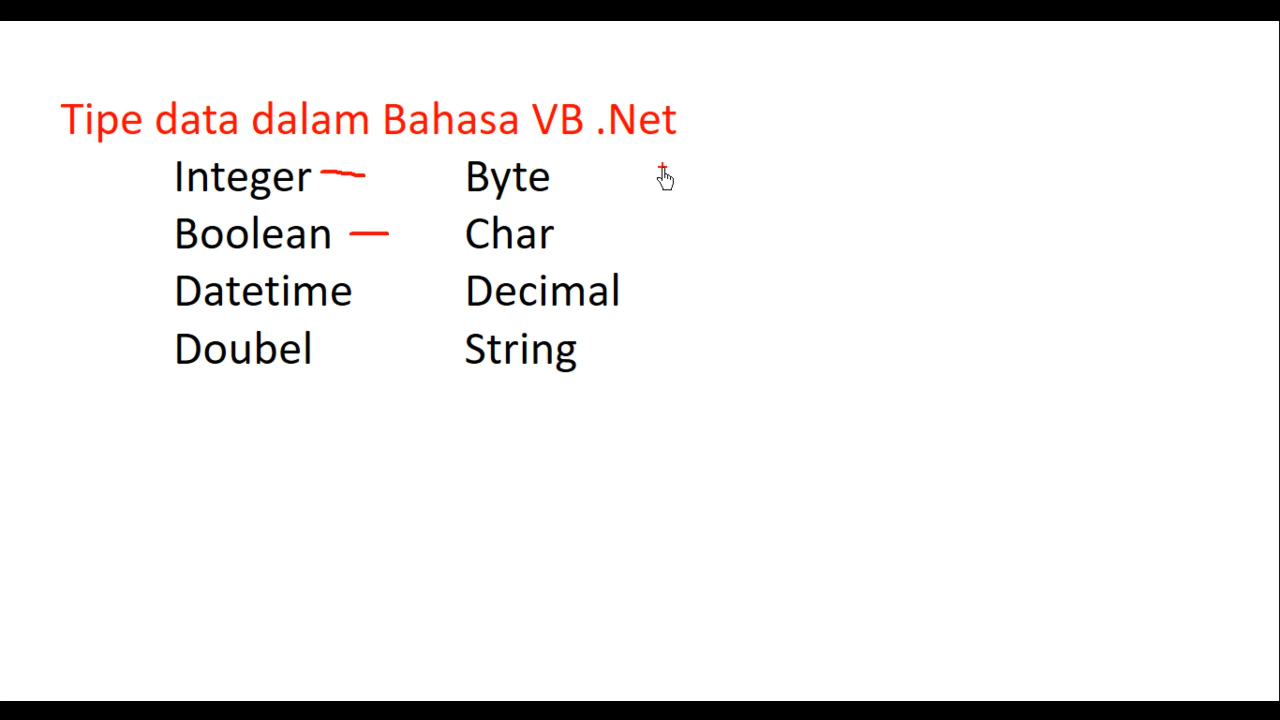 Tipe data dalam Bahasa VB .Net
Integer Byte
Boolean Char
Datetime Decimal
Doubel String